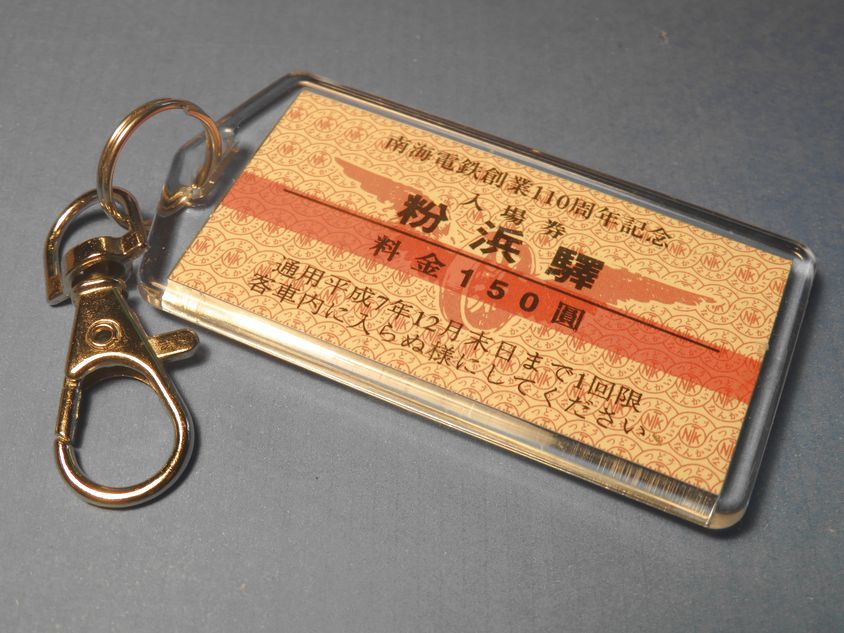 南海電鉄創業110周年記念
入場券
粉浜驛
料金150圓
通用平成7年12月末日まで1回限
客車内に入らぬ様にしてください